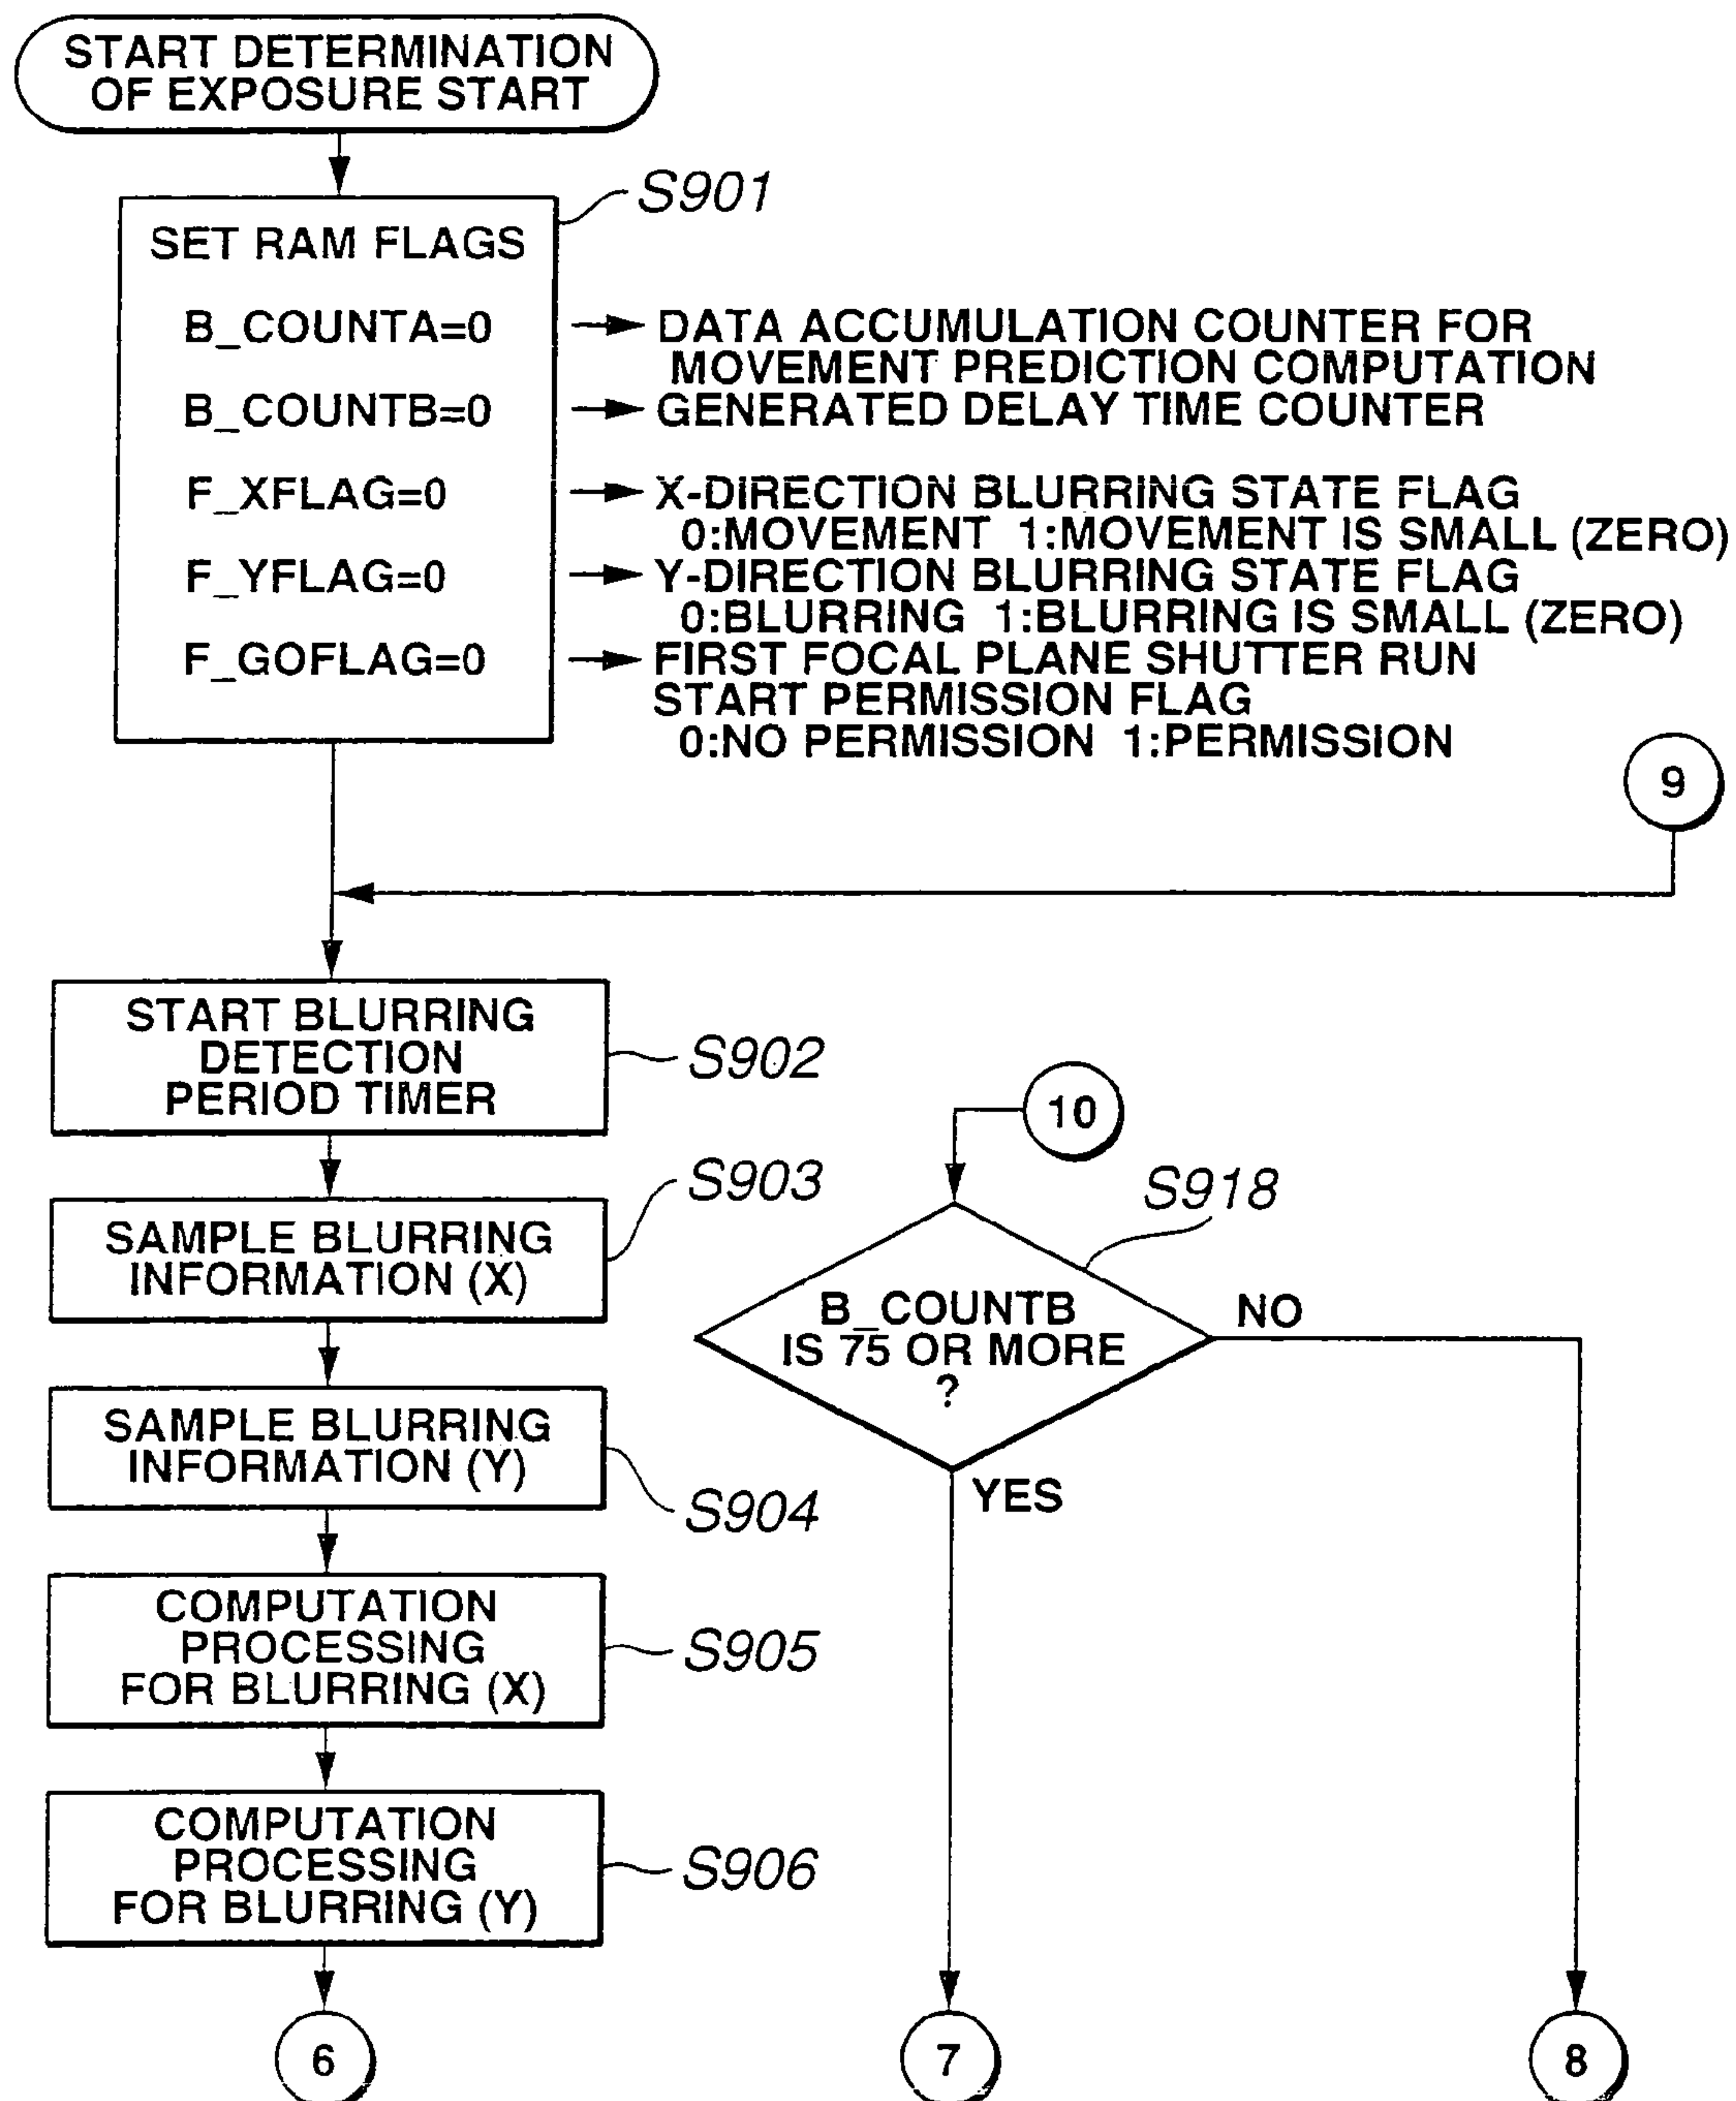 START DETERMINATION
OF EXPOSURE START
S901
SET RAM FLAGS
B_COUNTA=0
DATA ACCUMULATION COUNTER FOR
MOVEMENT PREDICTION COMPUTATION
B_COUNTB=0
GENERATED DELAY TIME COUNTER
F_XFLAG=0
X-DIRECTION BLURRING STATE FLAG
0:MOVEMENT 1:MOVEMENT IS SMALL (ZERO)
F_YFLAG=0
Y-DIRECTION BLURRING STATE FLAG
0:BLURRING 1:BLURRING IS SMALL (ZERO)
F_GOFLAG=0
FIRST FOCAL PLANE SHUTTER RUN
START PERMISSION FLAG
0:NO PERMISSION 1:PERMISSION
9
START BLURRING
DETECTION
PERIOD TIMER
S902
SAMPLE BLURRING
INFORMATION (X)
S903
SAMPLE BLURRING
INFORMATION (Y)
S904
COMPUTATION
PROCESSING
FOR BLURRING (X)
S905
COMPUTATION
PROCESSING
FOR BLURRING (Y)
S906
6
10
S918
B_COUNTB
IS 75 OR MORE
?
NO
YES
7
8